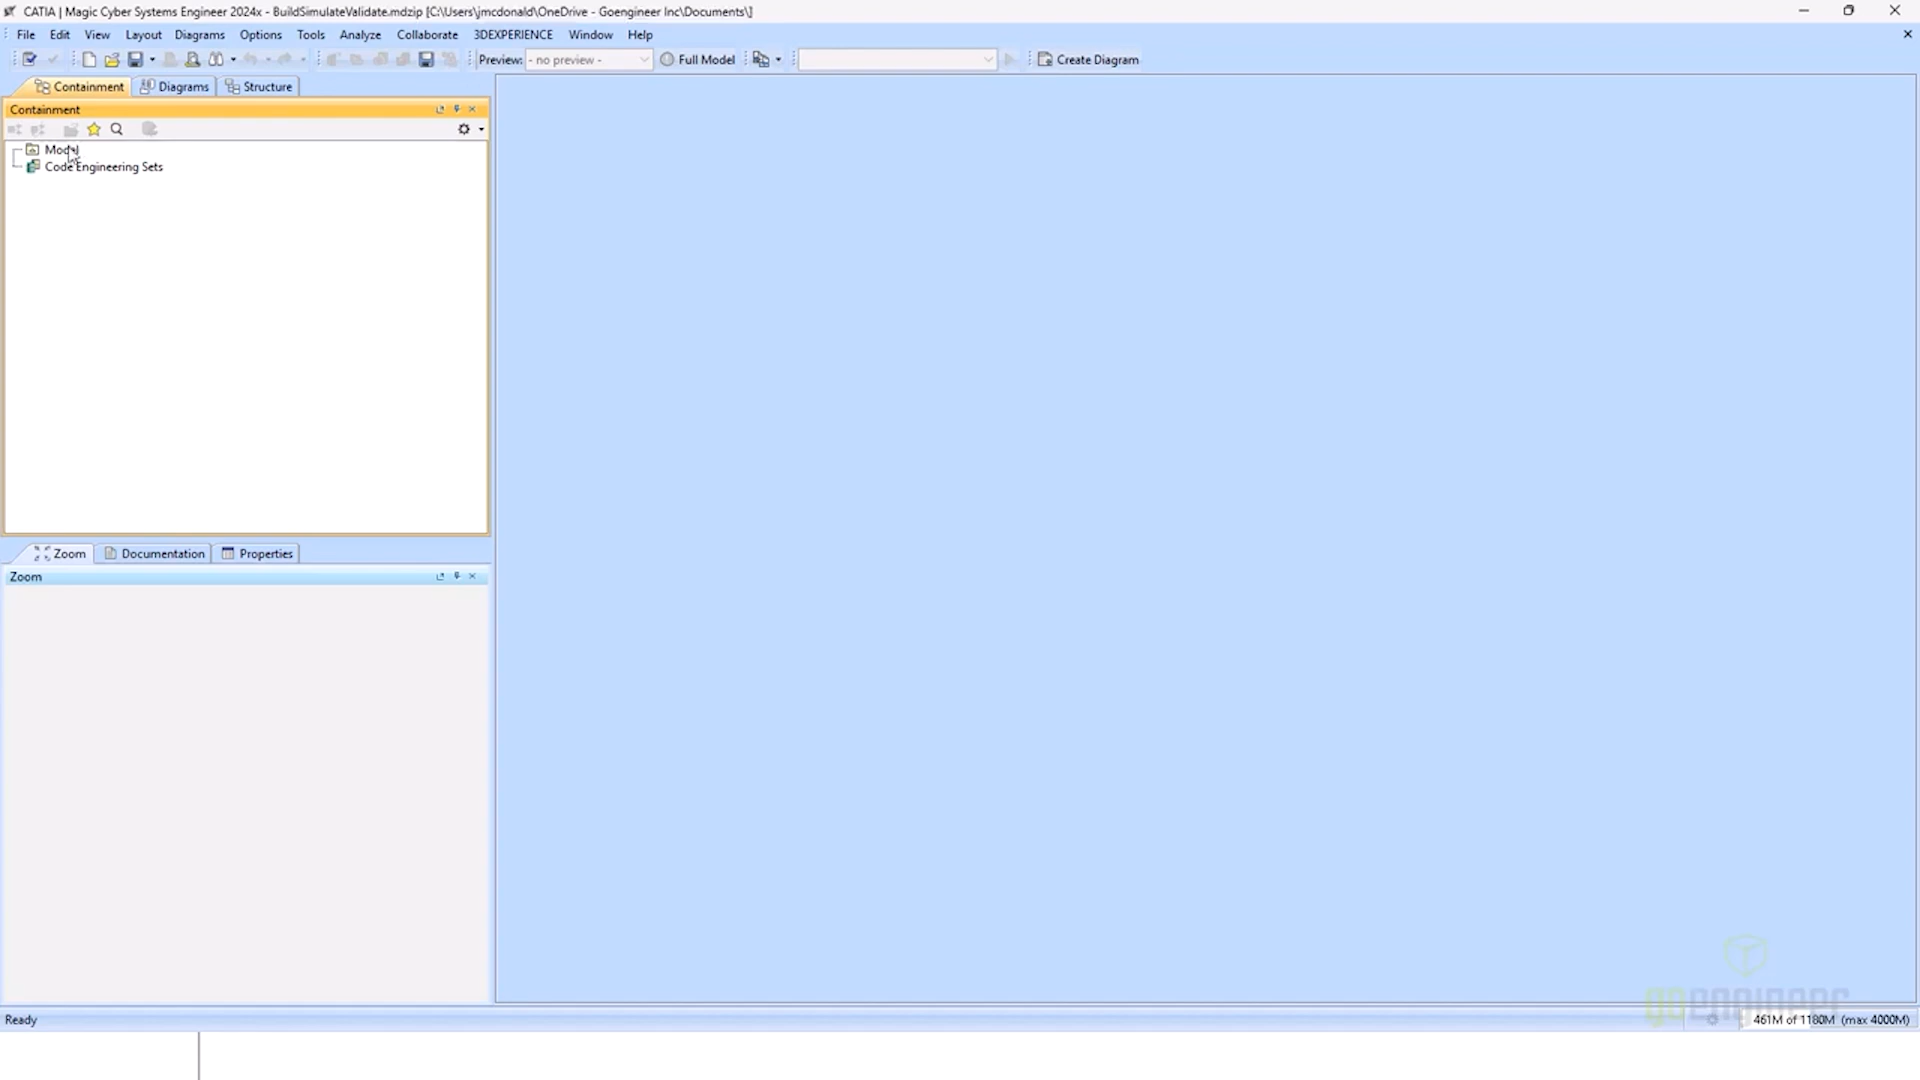 CATIA | Magic Cyber Systems Engineer 2024x - BuildSimulateValidate.mdzip [C:\Users\jmcdonald\OneDrive - Goengineer Inc\Documents\]
File Edit View Layout Diagrams Options Tools Analyze Collaborate 3DEXPERIENCE Window Help
Preview: - no preview - Full Model Create Diagram
Containment Diagrams Structure
Containment
Model
Code Engineering Sets
Zoom Documentation Properties
Zoom
goengineer
Ready 461M of 1180M (max 4000M)